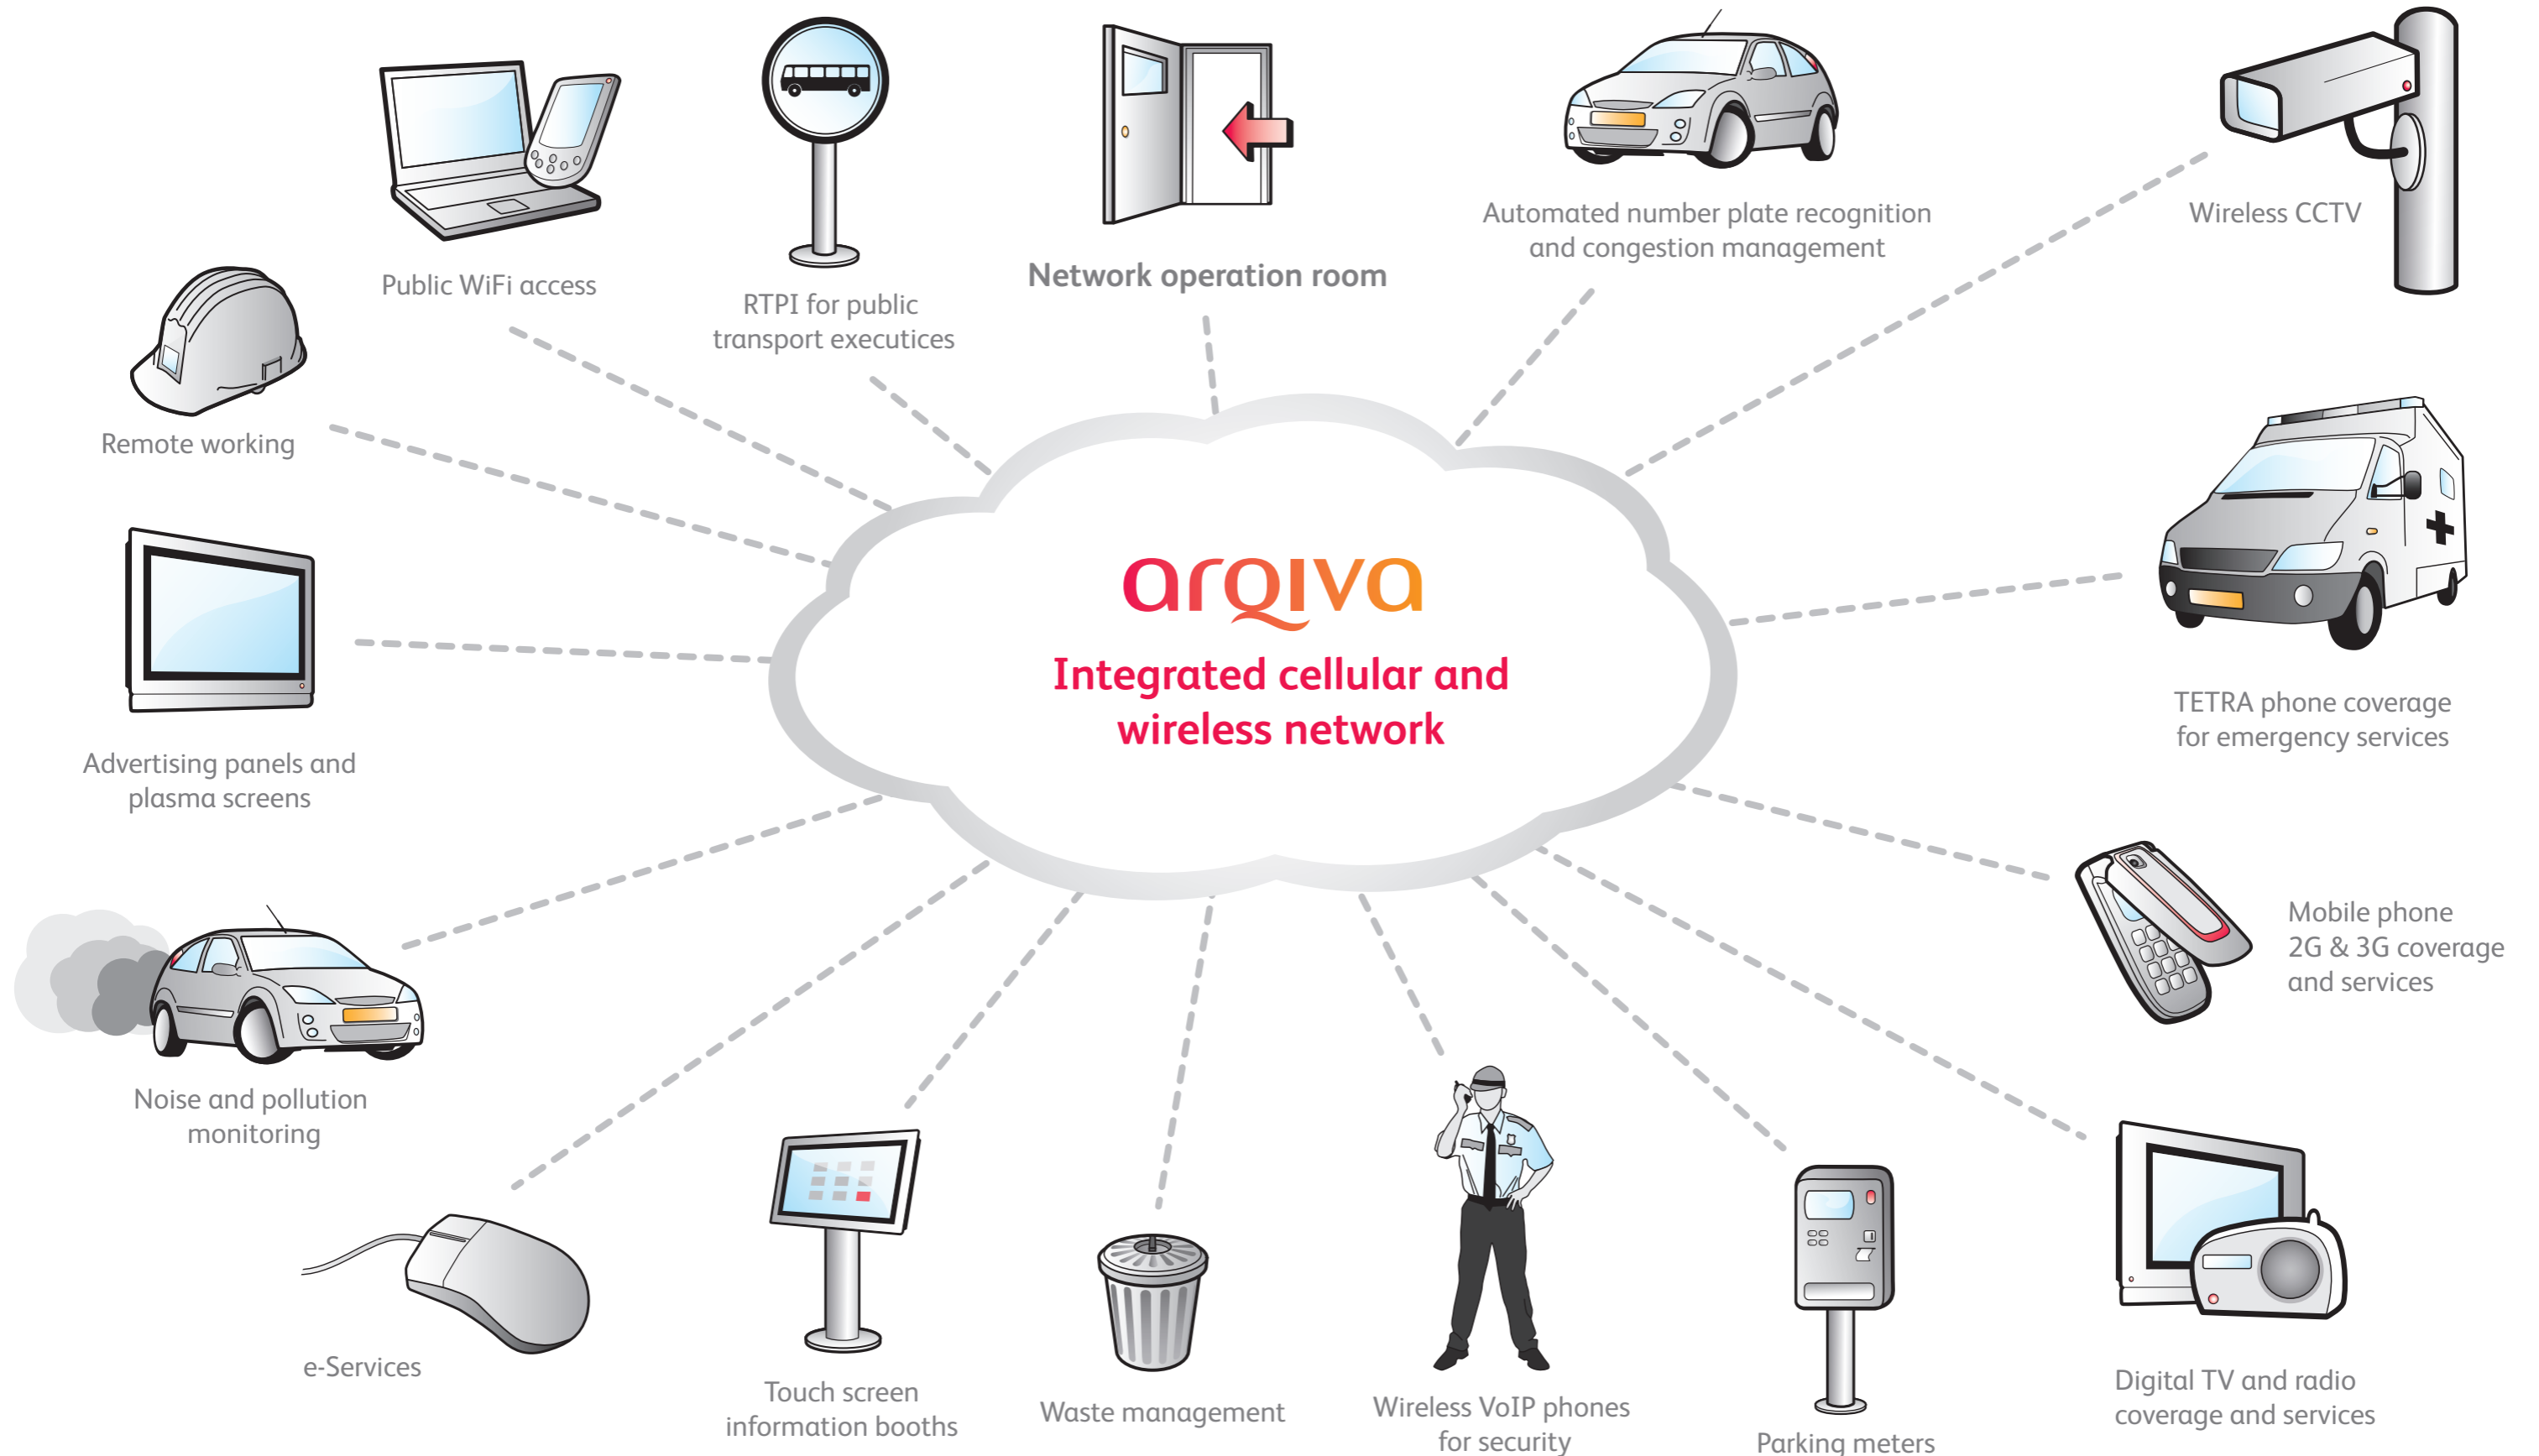 Public WiFi access
RTPI for public
transport executices
Network operation room
Automated number plate recognition
and congestion management
Wireless CCTV
Remote working
arqiva
Integrated cellular and
wireless network
TETRA phone coverage
for emergency services
Advertising panels and
plasma screens
Mobile phone
2G & 3G coverage
and services
Noise and pollution
monitoring
e-Services
Touch screen
information booths
Waste management
Wireless VoIP phones
for security
Parking meters
Digital TV and radio
coverage and services